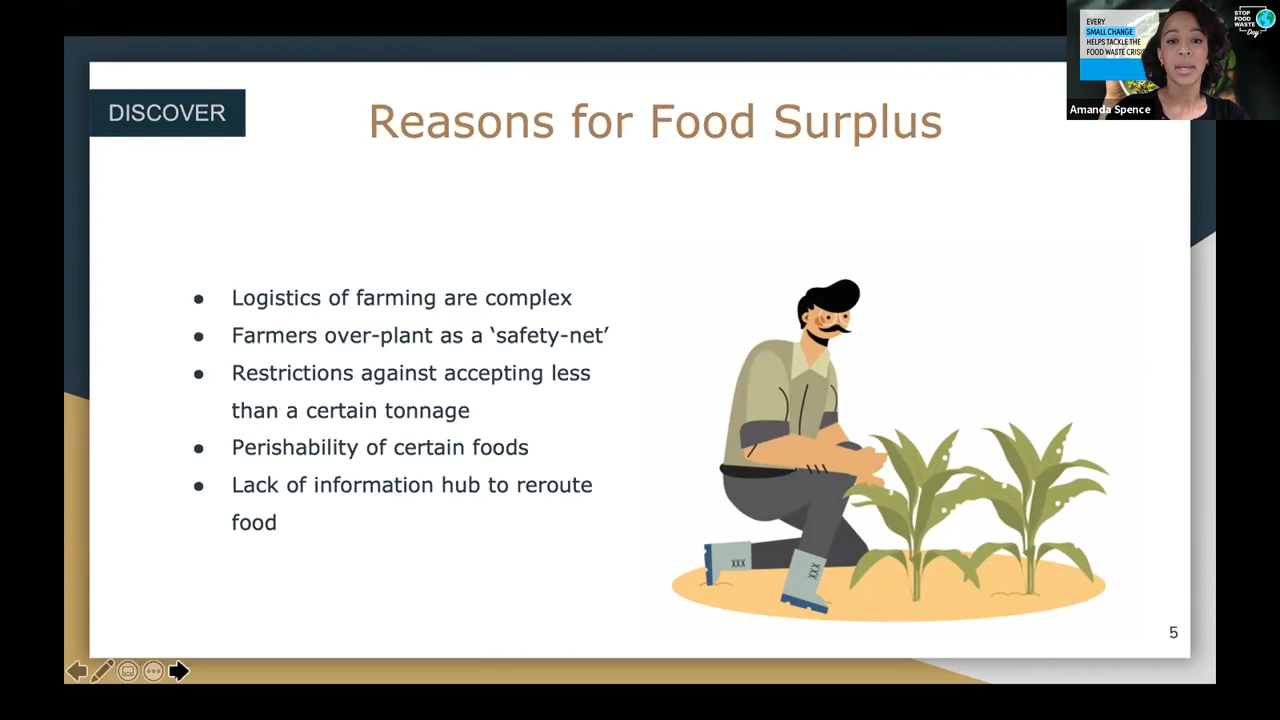 DISCOVER
Reasons for Food Surplus
● Logistics of farming are complex
● Farmers over-plant as a ‘safety-net’
● Restrictions against accepting less
than a certain tonnage
● Perishability of certain foods
● Lack of information hub to reroute
food
XXX
XXX
5
EVERY
SMALL CHANGE
HELPS TACKLE THE
FOOD WASTE CRISIS
STOP
FOOD
WASTE
Day
Amanda Spence